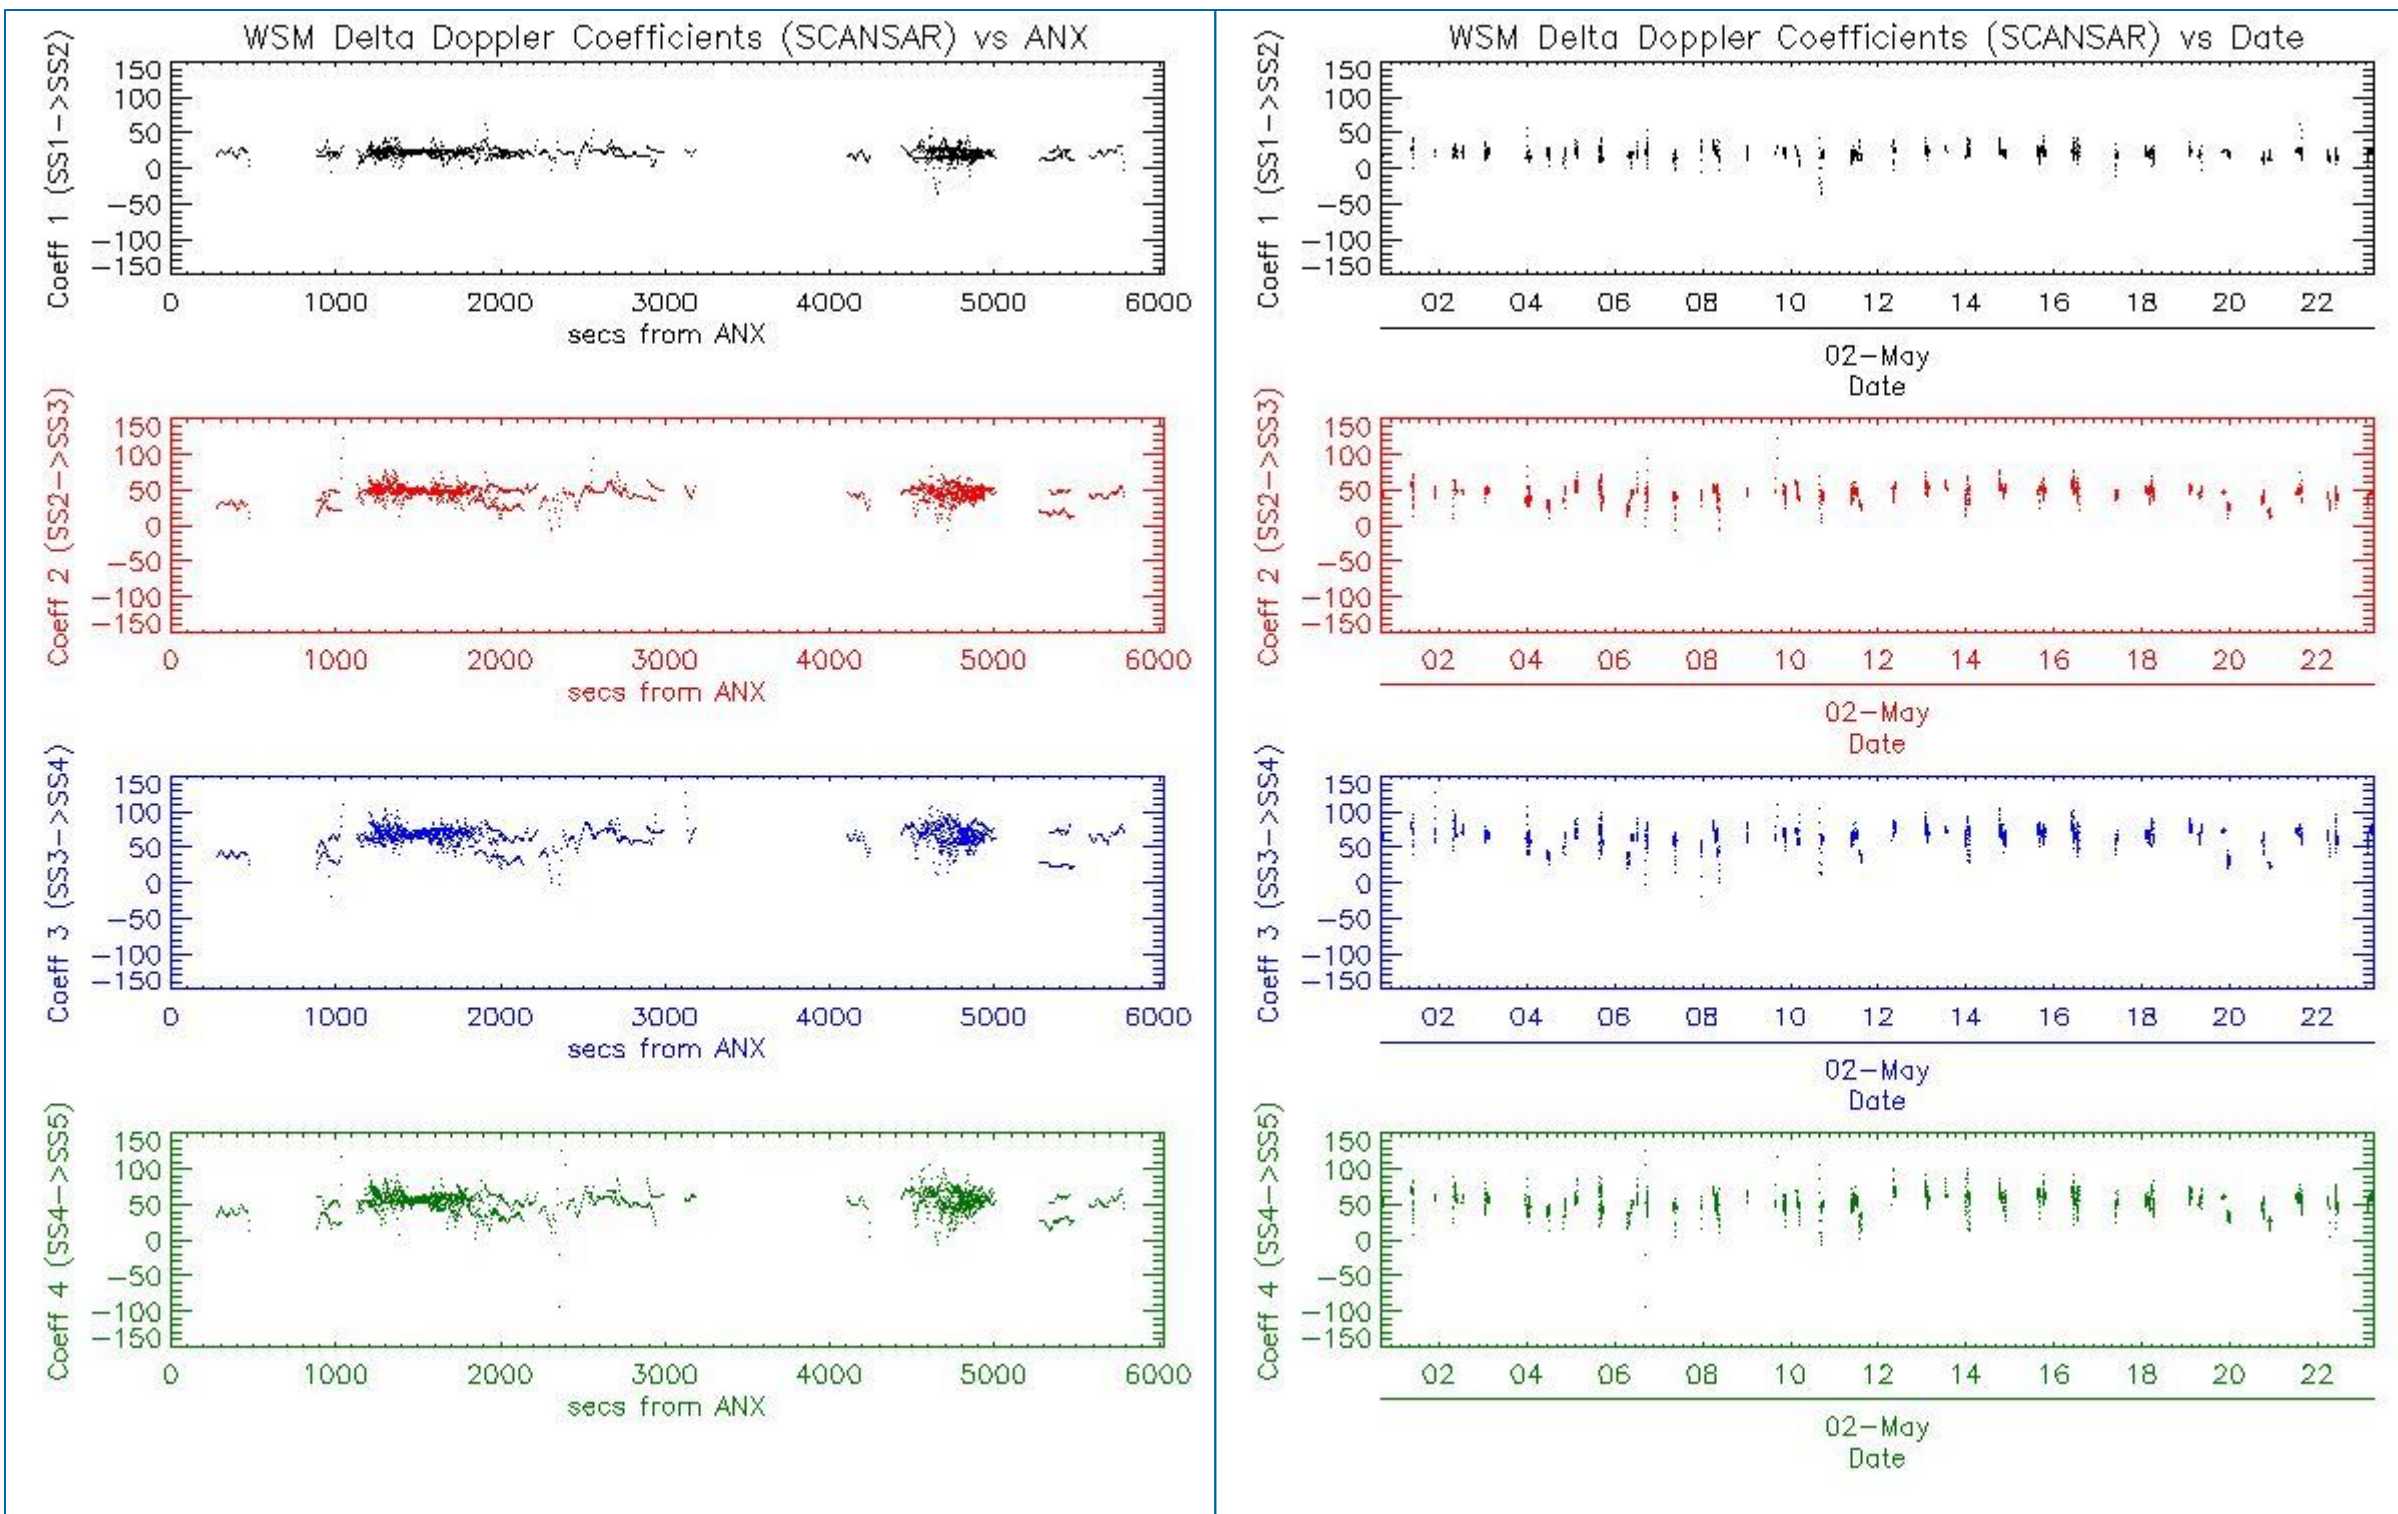 WSM Delta Doppler Coefficients (SCANSAR) vs ANX
Coeff 1 (SS1->SS2)
150
100
50
0
-50
-100
-150
0 1000 2000 3000 4000 5000 6000
secs from ANX
Coeff 2 (SS2->SS3)
150
100
50
0
-50
-100
-150
0 1000 2000 3000 4000 5000 6000
secs from ANX
Coeff 3 (SS3->SS4)
150
100
50
0
-50
-100
-150
0 1000 2000 3000 4000 5000 6000
secs from ANX
Coeff 4 (SS4->SS5)
150
100
50
0
-50
-100
-150
0 1000 2000 3000 4000 5000 6000
secs from ANX
WSM Delta Doppler Coefficients (SCANSAR) vs Date
Coeff 1 (SS1->SS2)
150
100
50
0
-50
-100
-150
02 04 06 08 10 12 14 16 18 20 22
02-May
Date
Coeff 2 (SS2->SS3)
150
100
50
0
-50
-100
-150
02 04 06 08 10 12 14 16 18 20 22
02-May
Date
Coeff 3 (SS3->SS4)
150
100
50
0
-50
-100
-150
02 04 06 08 10 12 14 16 18 20 22
02-May
Date
Coeff 4 (SS4->SS5)
150
100
50
0
-50
-100
-150
02 04 06 08 10 12 14 16 18 20 22
02-May
Date